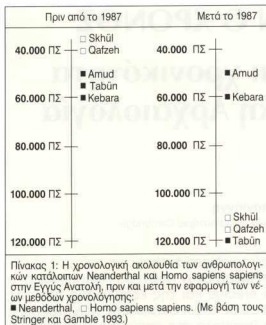 Πριν από το 1987 Μετά το 1987
40.000 ΠΣ □ Skhūl 40.000 ΠΣ
□ Qafzeh
■ Amud ■ Amud
■ Tabūn
60.000 ΠΣ ■ Kebara 60.000 ΠΣ ■ Kebara
80.000 ΠΣ 80.000 ΠΣ
100.000 ΠΣ 100.000 ΠΣ
□ Skhūl
□ Qafzeh
120.000 ΠΣ 120.000 ΠΣ ■ Tabūn
Πίνακας 1: Η χρονολογική ακολουθία των ανθρωπολογι-
κών κατάλοιπων Neanderthal και Homo sapiens sapiens
στην Εγγύς Ανατολή, πριν και μετά την εφαρμογή των νέ-
ων μεθόδων χρονολόγησης:
■ Neanderthal, □ Homo sapiens sapiens. (Με βάση τους
Stringer και Gamble 1993.)